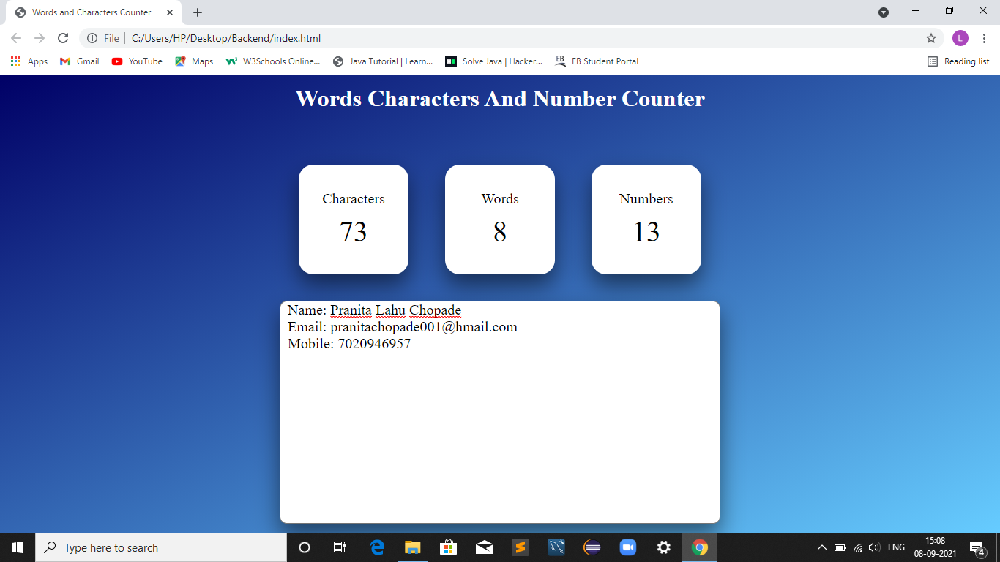 Words and Characters Counter
File C:/Users/HP/Desktop/Backend/index.html
L
Apps Gmail YouTube Maps W3Schools Online... Java Tutorial | Learn... Solve Java | Hacker... EB Student Portal Reading list
Words Characters And Number Counter
Characters Words Numbers
73 8 13
Name: Pranita Lahu Chopade
Email: pranitachopade001@hmail.com
Mobile: 7020946957
Type here to search
ENG
15:08
08-09-2021
4